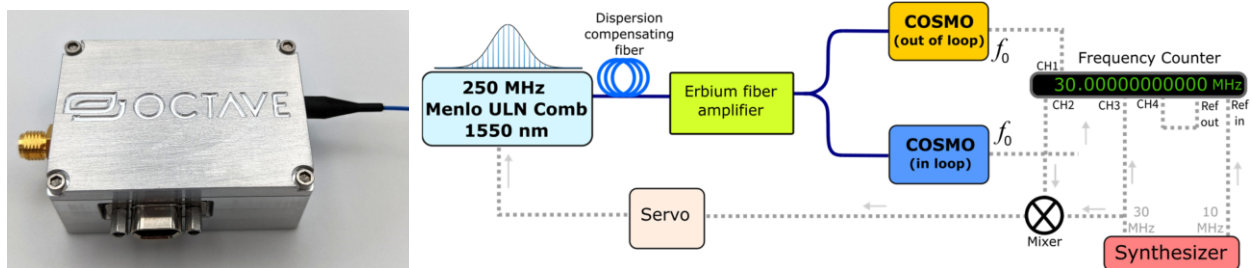 OCTAVE
Dispersion
compensating
fiber
250 MHz
Menlo ULN Comb
1550 nm
Erbium fiber
amplifier
COSMO
(out of loop)
f0
COSMO
(in loop)
f0
Frequency Counter
CH1
30.00000000000 MHz
CH2
CH3
CH4
Ref
out
Ref
in
Servo
Mixer
30
MHz
10
MHz
Synthesizer